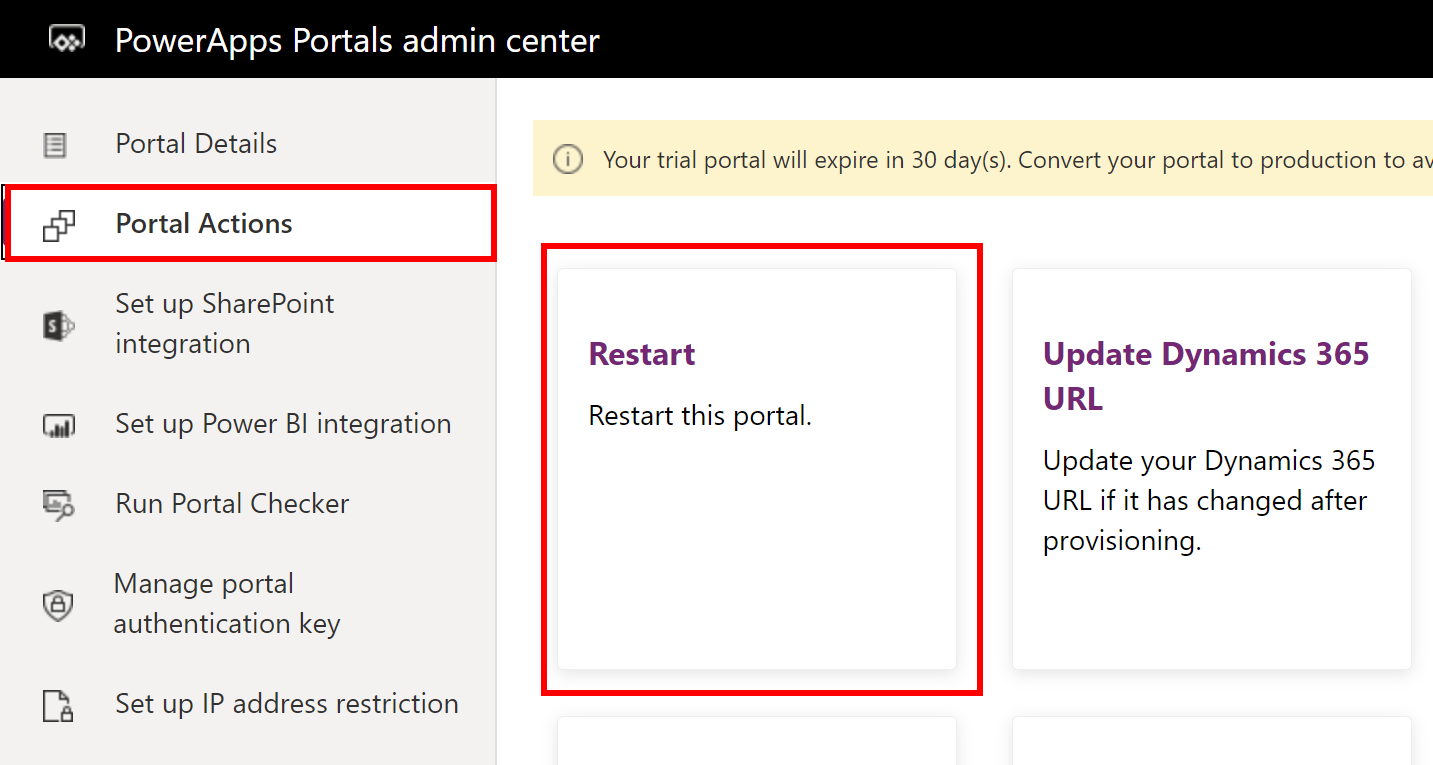 PowerApps Portals admin center
Portal Details
Portal Actions
Set up SharePoint
integration
Set up Power BI integration
Run Portal Checker
Manage portal
authentication key
Set up IP address restriction
Your trial portal will expire in 30 day(s). Convert your portal to production to
Restart
Restart this portal.
Update Dynamics 365
URL
Update your Dynamics 365
URL if it has changed after
provisioning.